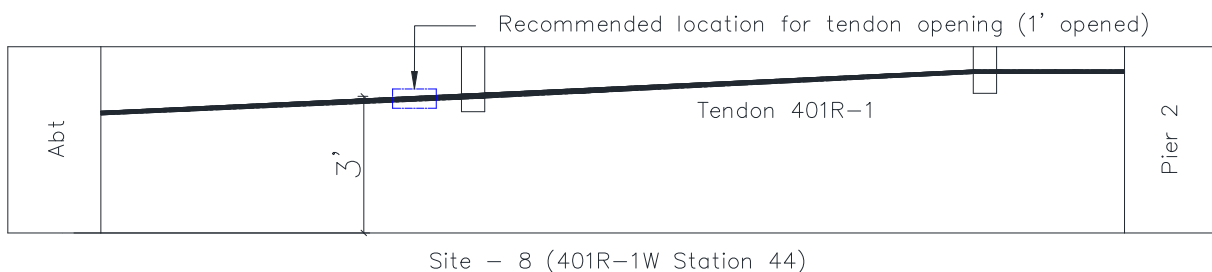 Recommended location for tendon opening (1' opened)
Abt
3'
Tendon 401R-1
Pier 2
Site - 8 (401R-1W Station 44)